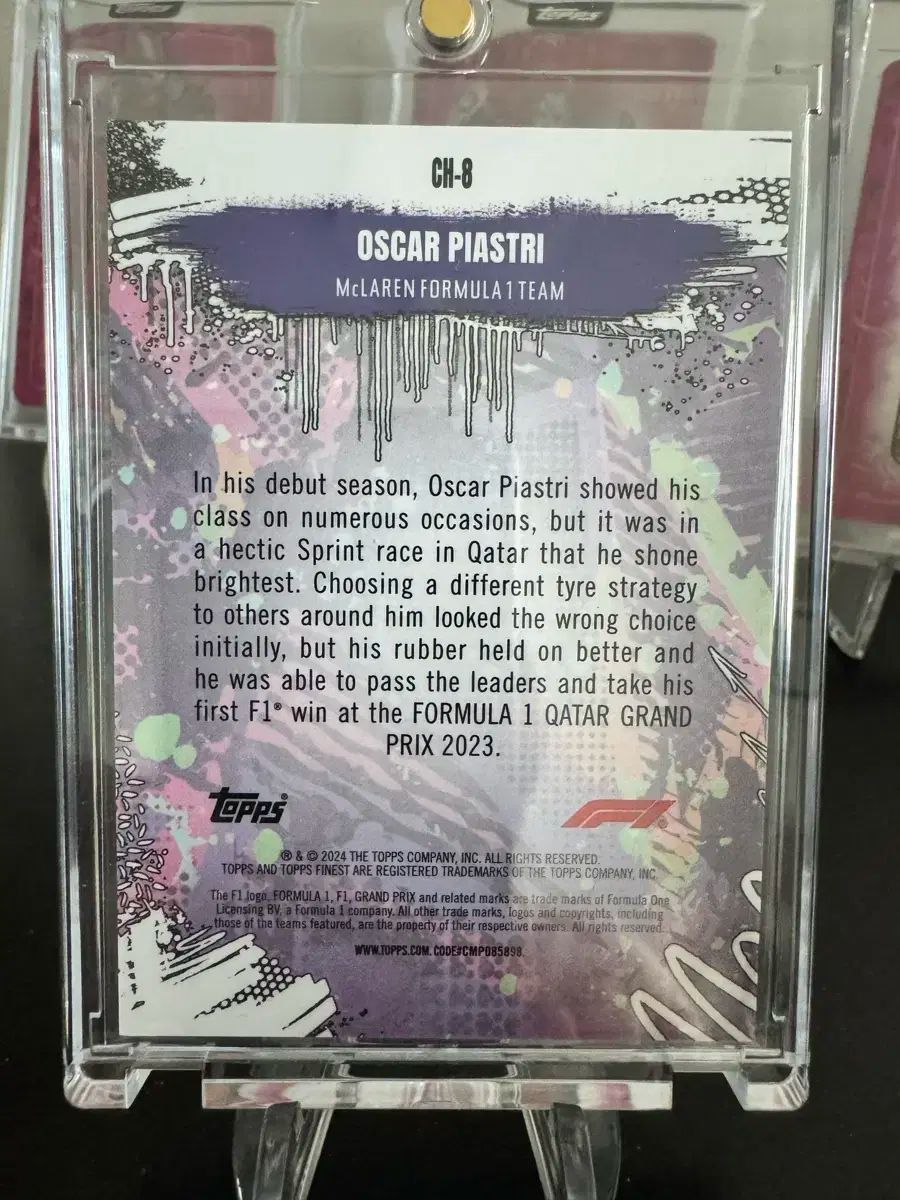 CH-8
OSCAR PIASTRI
McLAREN FORMULA 1 TEAM
In his debut season, Oscar Piastri showed his
class on numerous occasions, but it was in
a hectic Sprint race in Qatar that he shone
brightest. Choosing a different tyre strategy
to others around him looked the wrong choice
initially, but his rubber held on better and
he was able to pass the leaders and take his
first F1® win at the FORMULA 1 QATAR GRAND
PRIX 2023.
Topps®
F1®
® & © 2024 THE TOPPS COMPANY, INC. ALL RIGHTS RESERVED.
TOPPS AND TOPPS FINEST ARE REGISTERED TRADEMARKS OF THE TOPPS COMPANY, INC.
The F1 logo, FORMULA 1, F1, GRAND PRIX and related marks are trade marks of Formula One
Licensing BV, a Formula 1 company. All other trade marks, logos and copyrights, including
those of the teams featured, are the property of their respective owners. All rights reserved.
WWW.TOPPS.COM. CODE#CMP085898